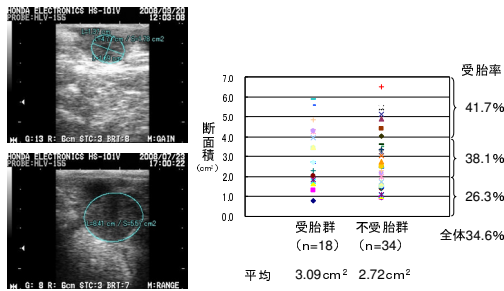 HONDA ELECTRONICS HS-101V 2008/09/20
PROBE:HLV-155 12:03:08
G:13 R: 6cm STC:3 BRT:8 M:GAIN
HONDA ELECTRONICS HS-101V 2008/07/23
PROBE:HLV-155 17:00:22
G: 8 R: 6cm STC:3 BRT:7 M:RANGE
受胎率
断面積
(cm²)
7.0
6.0
5.0
4.0
3.0
2.0
1.0
0.0
41.7%
38.1%
26.3%
全体34.6%
受胎群 不受胎群
(n=18) (n=34)
平均 3.09cm² 2.72cm²